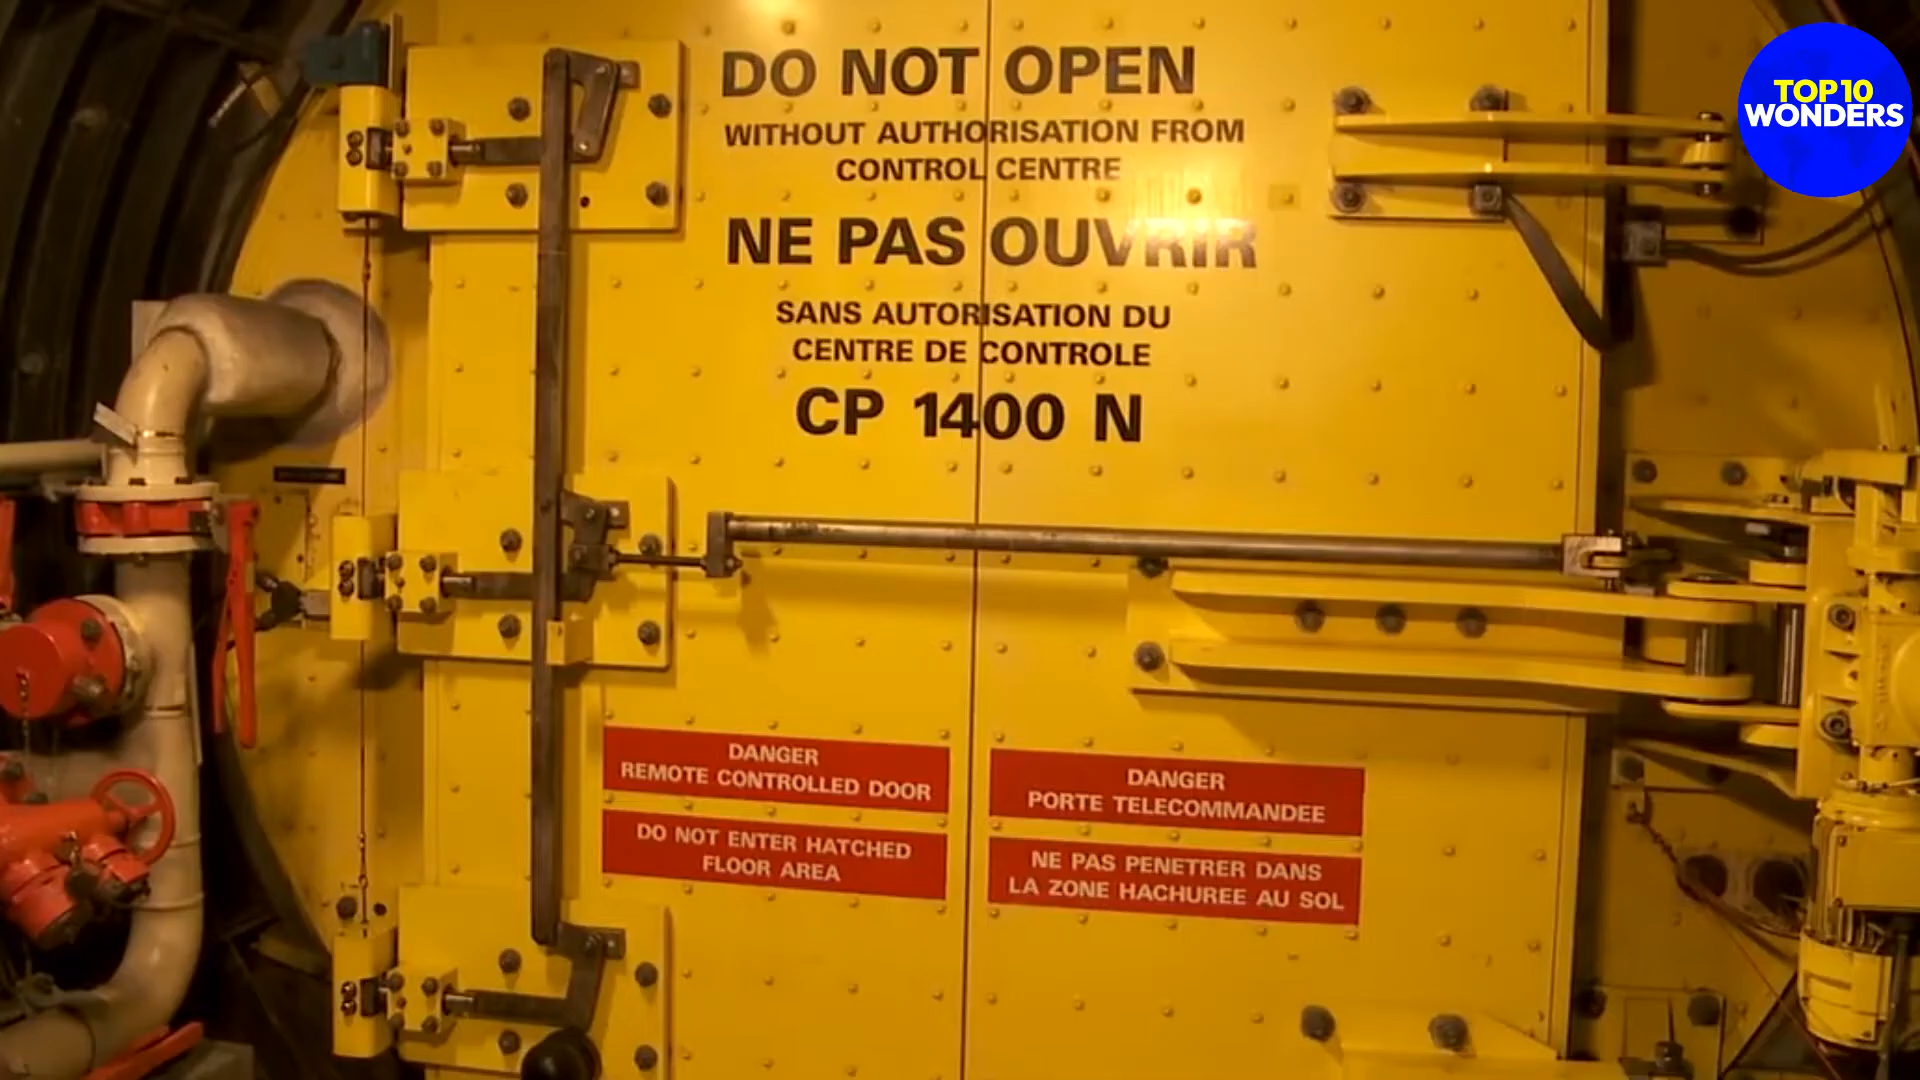 DO NOT OPEN
WITHOUT AUTHORISATION FROM
CONTROL CENTRE
NE PAS OUVRIR
SANS AUTORISATION DU
CENTRE DE CONTROLE
CP 1400 N
DANGER
REMOTE CONTROLLED DOOR
DO NOT ENTER HATCHED
FLOOR AREA
DANGER
PORTE TELECOMMANDEE
NE PAS PENETRER DANS
LA ZONE HACHUREE AU SOL
TOP10
WONDERS